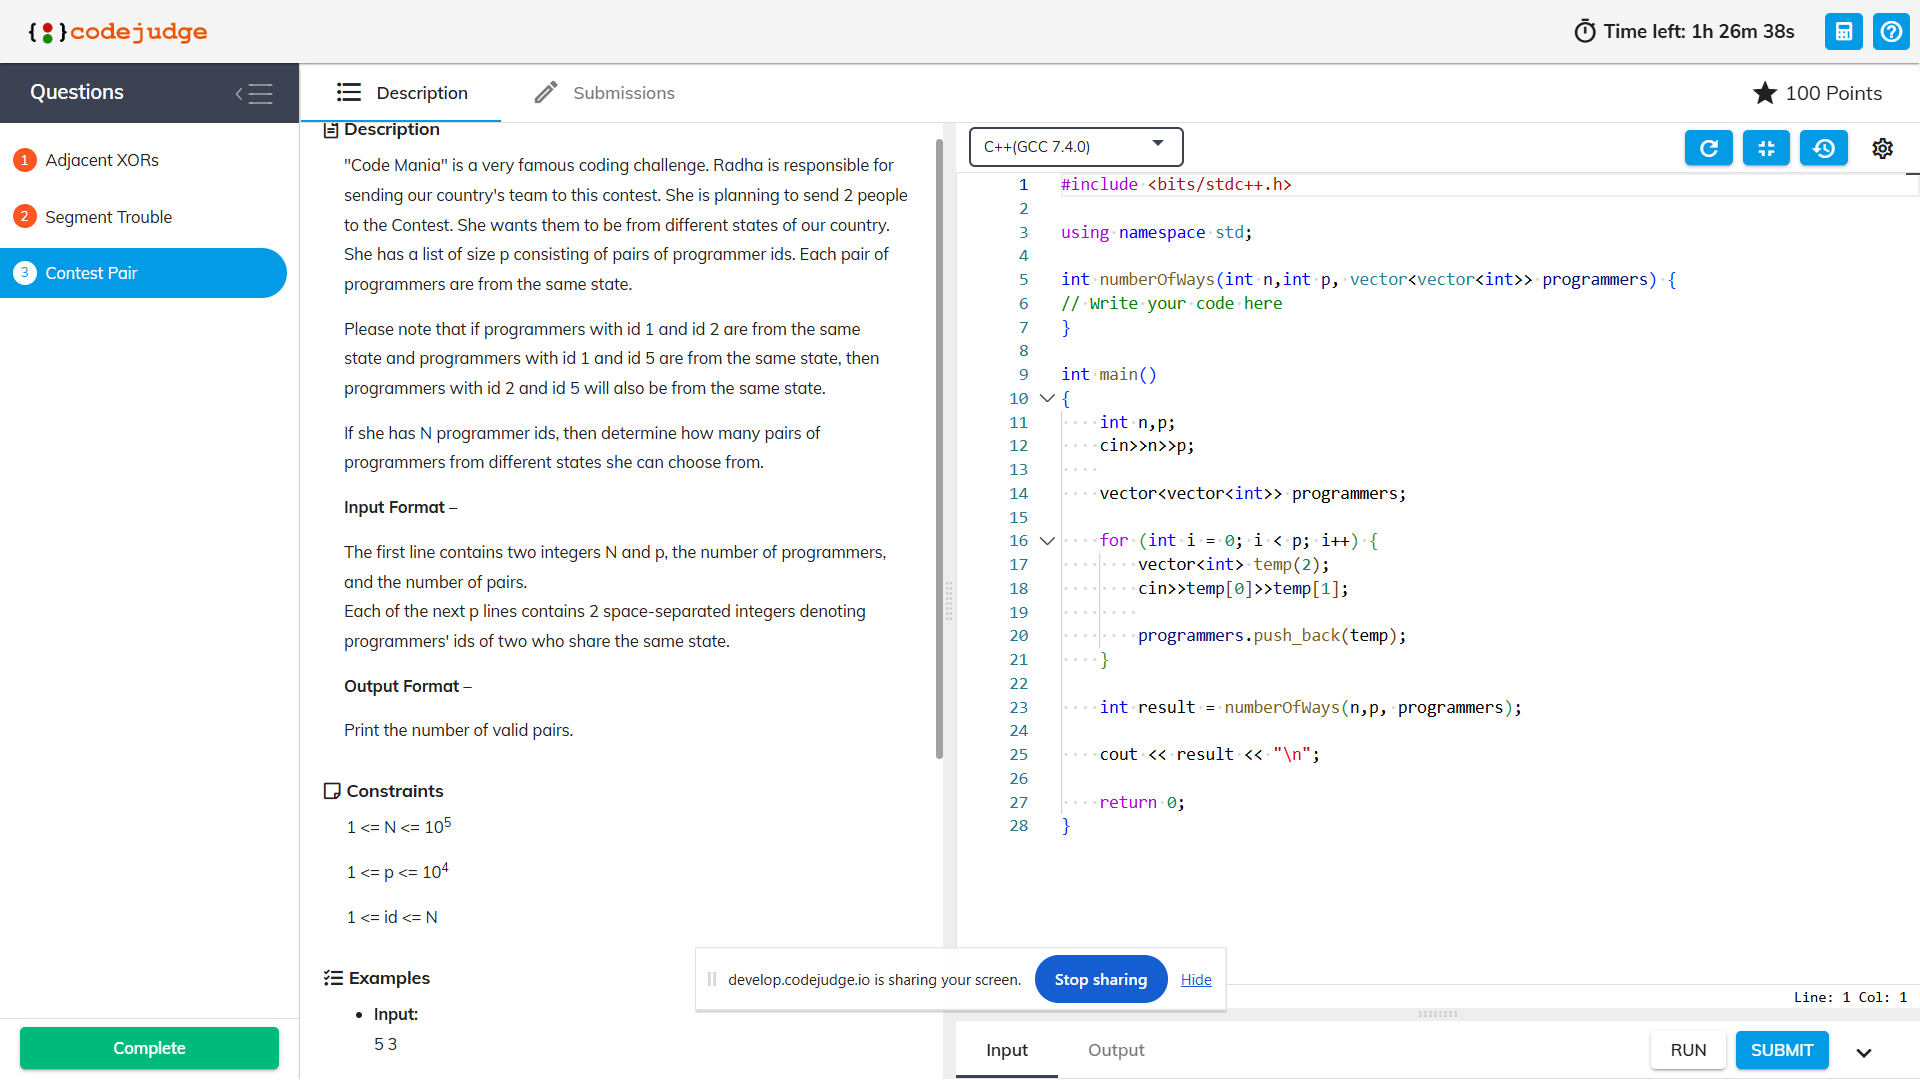 {:}codejudge
Time left: 1h 26m 38s
Questions
Description
Submissions
100 Points
1 Adjacent XORs
2 Segment Trouble
3 Contest Pair
Complete
Description
"Code Mania" is a very famous coding challenge. Radha is responsible for
sending our country's team to this contest. She is planning to send 2 people
to the Contest. She wants them to be from different states of our country.
She has a list of size p consisting of pairs of programmer ids. Each pair of
programmers are from the same state.
Please note that if programmers with id 1 and id 2 are from the same
state and programmers with id 1 and id 5 are from the same state, then
programmers with id 2 and id 5 will also be from the same state.
If she has N programmer ids, then determine how many pairs of
programmers from different states she can choose from.
Input Format –
The first line contains two integers N and p, the number of programmers,
and the number of pairs.
Each of the next p lines contains 2 space-separated integers denoting
programmers' ids of two who share the same state.
Output Format –
Print the number of valid pairs.
Constraints
1 <= N <= 10⁵
1 <= p <= 10⁴
1 <= id <= N
Examples
• Input:
5 3
C++(GCC 7.4.0)
1 #include <bits/stdc++.h>
2
3 using namespace std;
4
5 int numberOfWays(int n,int p, vector<vector<int>> programmers) {
6 // Write your code here
7 }
8
9 int main()
10 {
11     int n,p;
12     cin>>n>>p;
13
14     vector<vector<int>> programmers;
15
16     for (int i = 0; i < p; i++) {
17         vector<int> temp(2);
18         cin>>temp[0]>>temp[1];
19
20         programmers.push_back(temp);
21     }
22
23     int result = numberOfWays(n,p, programmers);
24
25     cout << result << "\n";
26
27     return 0;
28 }
develop.codejudge.io is sharing your screen.
Stop sharing
Hide
Line: 1 Col: 1
Input
Output
RUN
SUBMIT